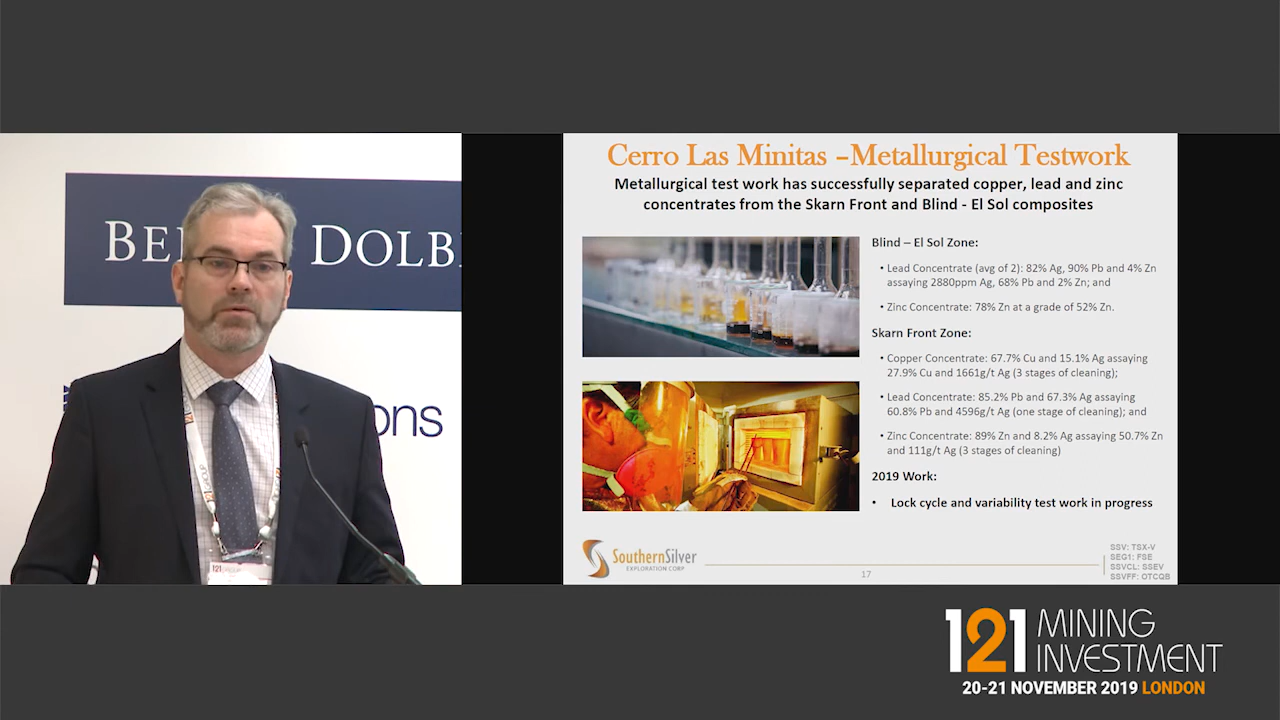 BE
DOLB
ons
121
Cerro Las Minitas –Metallurgical Testwork
Metallurgical test work has successfully separated copper, lead and zinc
concentrates from the Skarn Front and Blind - El Sol composites
Blind – El Sol Zone:
• Lead Concentrate (avg of 2): 82% Ag, 90% Pb and 4% Zn
assaying 2880ppm Ag, 68% Pb and 2% Zn; and
• Zinc Concentrate: 78% Zn at a grade of 52% Zn.
Skarn Front Zone:
• Copper Concentrate: 67.7% Cu and 15.1% Ag assaying
27.9% Cu and 1661g/t Ag (3 stages of cleaning);
• Lead Concentrate: 85.2% Pb and 67.3% Ag assaying
60.8% Pb and 4596g/t Ag (one stage of cleaning); and
• Zinc Concentrate: 89% Zn and 8.2% Ag assaying 50.7% Zn
and 111g/t Ag (3 stages of cleaning)
2019 Work:
• Lock cycle and variability test work in progress
SouthernSilver
EXPLORATION CORP
17
SSV: TSX-V
SEG1: FSE
SSVCL: SSEV
SSVFF: OTCQB
121 MINING
INVESTMENT
20-21 NOVEMBER 2019 LONDON